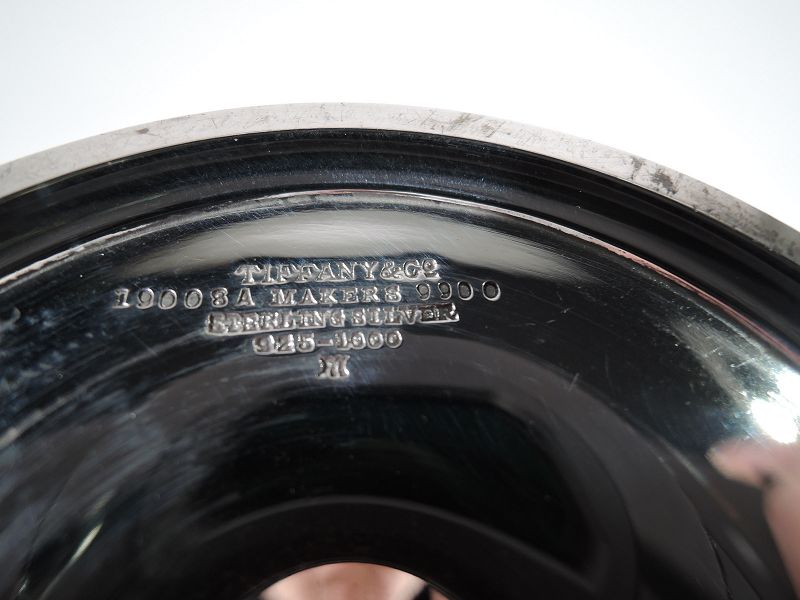 TIFFANY & Co
19008A MAKERS 9900
STERLING SILVER
925-1000
M